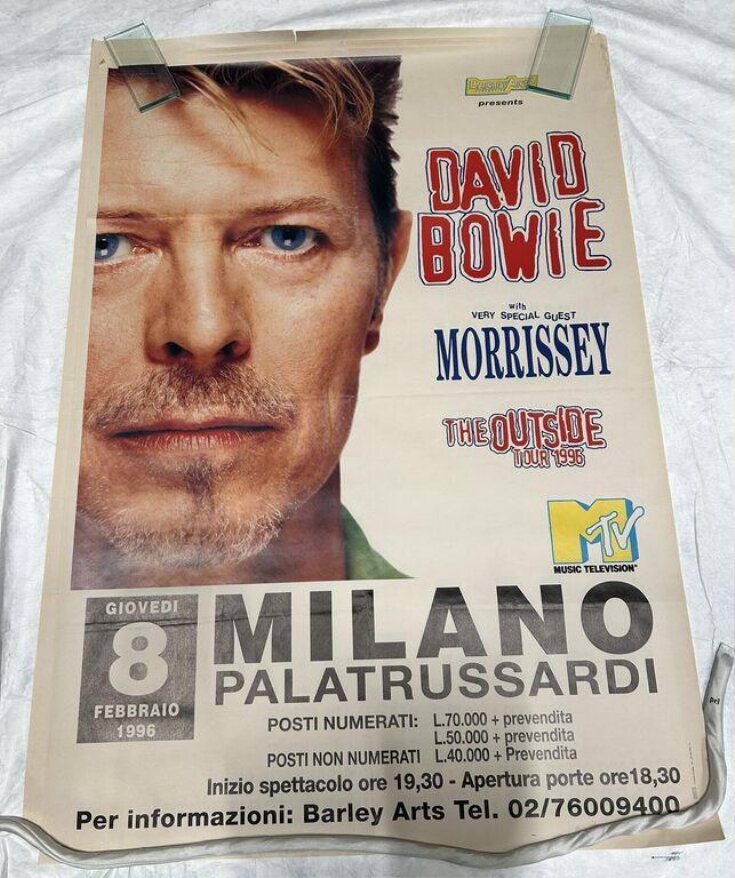 Barley Arts
presents
DAVID
BOWIE
with
VERY SPECIAL GUEST
MORRISSEY
THE OUTSIDE
TOUR 1996
MTV
MUSIC TELEVISION
GIOVEDI
8
FEBBRAIO
1996
MILANO
PALATRUSSARDI
POSTI NUMERATI: L.70.000 + prevendita
L.50.000 + prevendita
POSTI NON NUMERATI L.40.000 + Prevendita
Inizio spettacolo ore 19,30 - Apertura porte ore18,30
Per informazioni: Barley Arts Tel. 02/76009400